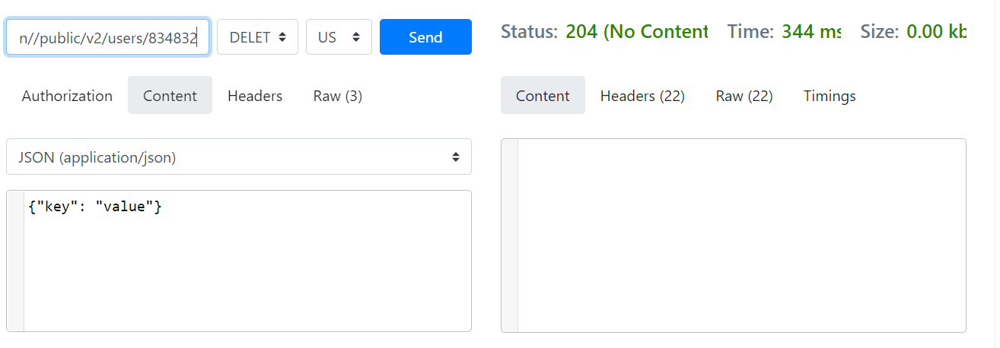 n//public/v2/users/834832 DELET US Send Status: 204 (No Content Time: 344 ms Size: 0.00 kb
Authorization Content Headers Raw (3) Content Headers (22) Raw (22) Timings
JSON (application/json)
{"key": "value"}